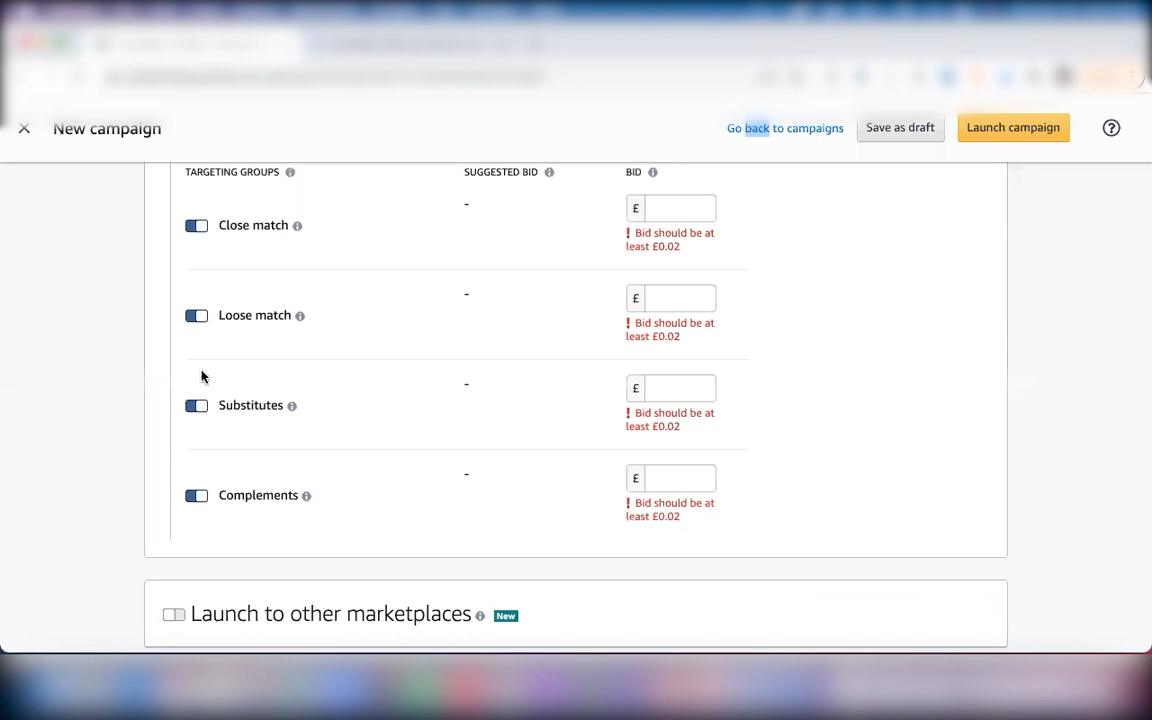 New campaign
Go back to campaigns
Save as draft
Launch campaign
TARGETING GROUPS
SUGGESTED BID
BID
Close match
-
£
! Bid should be at
least £0.02
Loose match
-
£
! Bid should be at
least £0.02
Substitutes
-
£
! Bid should be at
least £0.02
Complements
-
£
! Bid should be at
least £0.02
Launch to other marketplaces
New